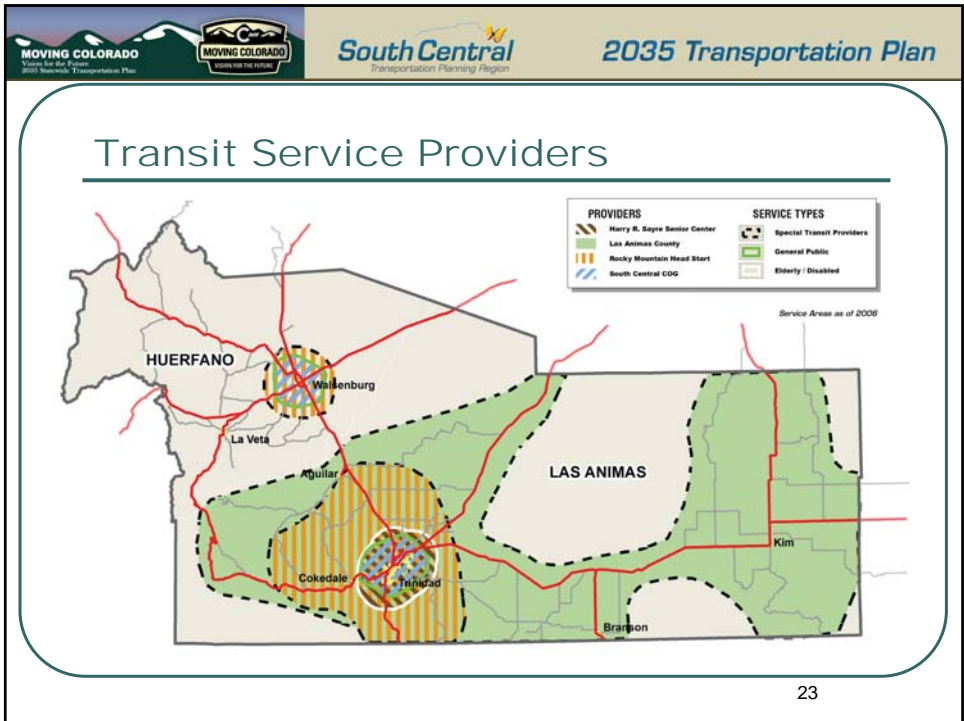 MOVING COLORADO
Vision for the Future
2035 Statewide Transportation Plan
MOVING COLORADO
VISION FOR THE FUTURE
South Central
Transportation Planning Region
2035 Transportation Plan
Transit Service Providers
PROVIDERS
Harry R. Sayre Senior Center
Las Animas County
Rocky Mountain Head Start
South Central COG
SERVICE TYPES
Special Transit Providers
General Public
Elderly / Disabled
Service Areas as of 2006
HUERFANO
Walsenburg
La Veta
Aguilar
LAS ANIMAS
Kim
Cokedale
Trinidad
Branson
23